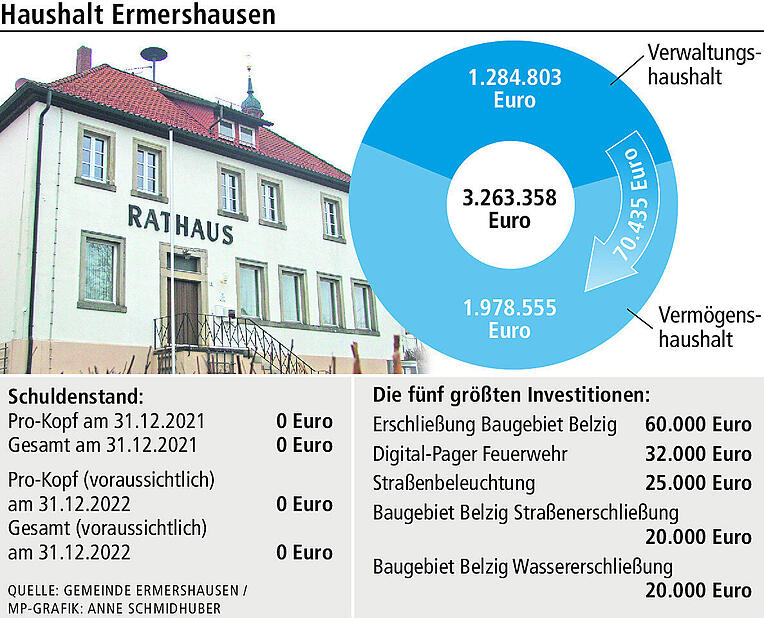 Haushalt Ermershausen
RATHAUS
1.284.803
Euro
Verwaltungs-
haushalt
3.263.358
Euro
70.435 Euro
1.978.555
Euro
Vermögens-
haushalt
Schuldenstand:
Pro-Kopf am 31.12.2021 0 Euro
Gesamt am 31.12.2021 0 Euro
Pro-Kopf (voraussichtlich)
am 31.12.2022 0 Euro
Gesamt (voraussichtlich)
am 31.12.2022 0 Euro
QUELLE: GEMEINDE ERMERSHAUSEN /
MP-GRAFIK: ANNE SCHMIDHUBER
Die fünf größten Investitionen:
Erschließung Baugebiet Belzig 60.000 Euro
Digital-Pager Feuerwehr 32.000 Euro
Straßenbeleuchtung 25.000 Euro
Baugebiet Belzig Straßenerschließung
20.000 Euro
Baugebiet Belzig Wassererschließung
20.000 Euro